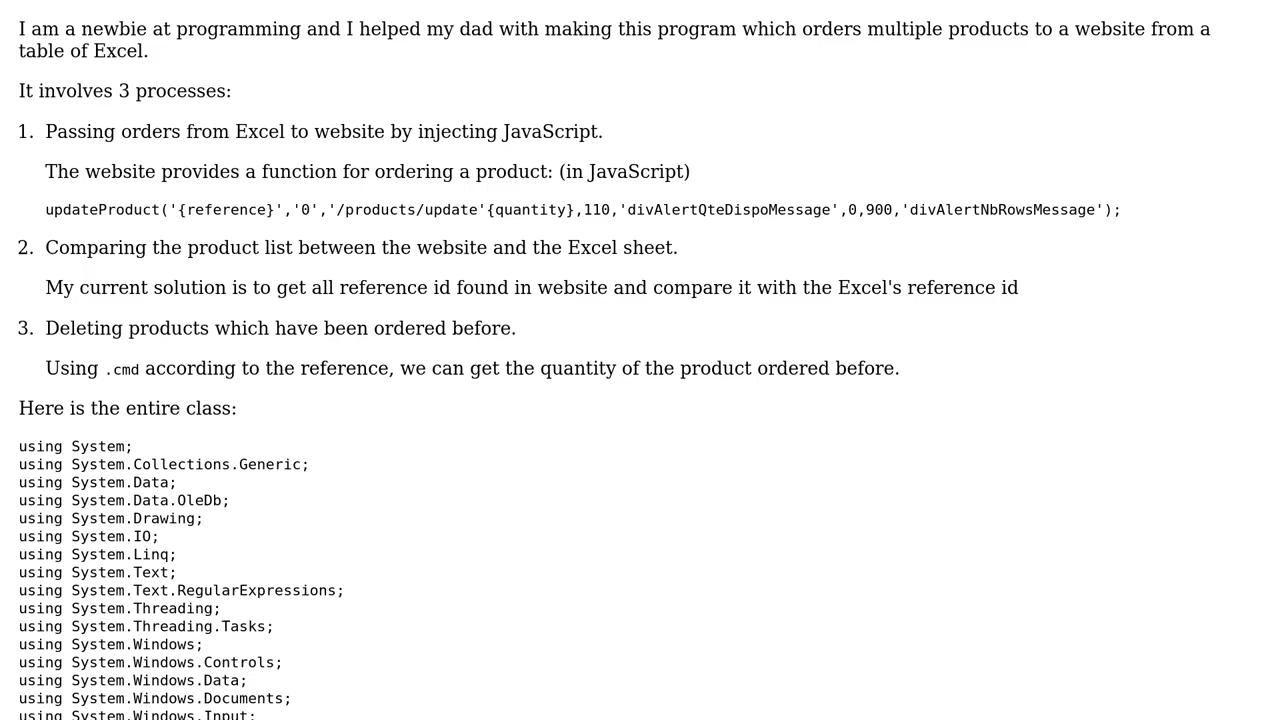 I am a newbie at programming and I helped my dad with making this program which orders multiple products to a website from a
table of Excel.
It involves 3 processes:
1. Passing orders from Excel to website by injecting JavaScript.
The website provides a function for ordering a product: (in JavaScript)
updateProduct('{reference}','0','/products/update'{quantity},110,'divAlertQteDispoMessage',0,900,'divAlertNbRowsMessage');
2. Comparing the product list between the website and the Excel sheet.
My current solution is to get all reference id found in website and compare it with the Excel's reference id
3. Deleting products which have been ordered before.
Using .cmd according to the reference, we can get the quantity of the product ordered before.
Here is the entire class:
using System;
using System.Collections.Generic;
using System.Data;
using System.Data.OleDb;
using System.Drawing;
using System.IO;
using System.Linq;
using System.Text;
using System.Text.RegularExpressions;
using System.Threading;
using System.Threading.Tasks;
using System.Windows;
using System.Windows.Controls;
using System.Windows.Data;
using System.Windows.Documents;
using System.Windows.Input;